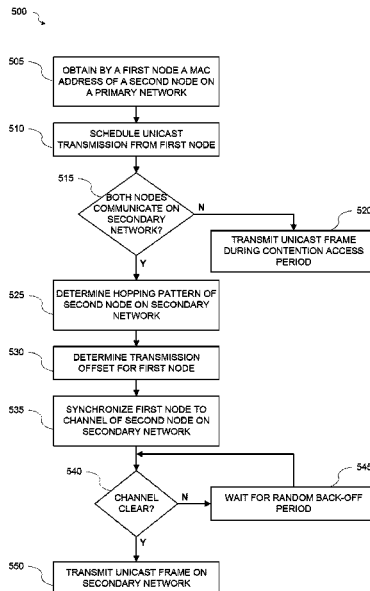 500
505
OBTAIN BY A FIRST NODE A MAC
ADDRESS OF A SECOND NODE ON
A PRIMARY NETWORK
510
SCHEDULE UNICAST
TRANSMISSION FROM FIRST NODE
515
BOTH NODES
COMMUNICATE ON
SECONDARY
NETWORK?
N
520
TRANSMIT UNICAST FRAME
DURING CONTENTION ACCESS
PERIOD
Y
525
DETERMINE HOPPING PATTERN OF
SECOND NODE ON SECONDARY
NETWORK
530
DETERMINE TRANSMISSION
OFFSET FOR FIRST NODE
535
SYNCHRONIZE FIRST NODE TO
CHANNEL OF SECOND NODE ON
SECONDARY NETWORK
540
CHANNEL
CLEAR?
N
545
WAIT FOR RANDOM BACK-OFF
PERIOD
Y
550
TRANSMIT UNICAST FRAME ON
SECONDARY NETWORK